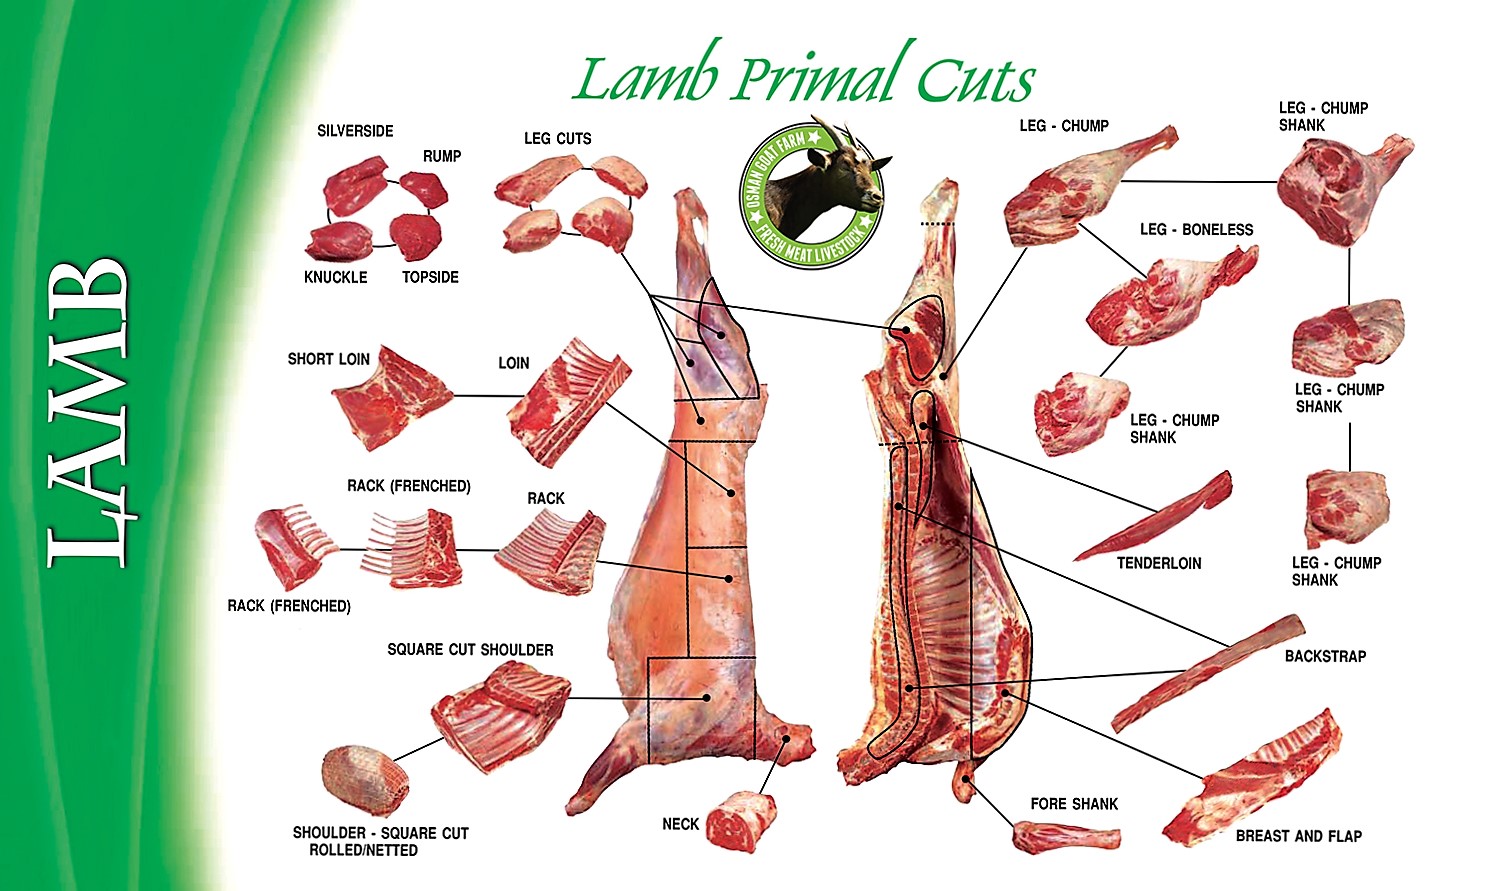 Lamb Primal Cuts
LAMB
OSMAN GOAT FARM
FRESH MEAT LIVESTOCK
SILVERSIDE
RUMP
KNUCKLE
TOPSIDE
LEG CUTS
LEG - CHUMP
LEG - CHUMP
SHANK
LEG - BONELESS
SHORT LOIN
LOIN
LEG - CHUMP
SHANK
LEG - CHUMP
SHANK
RACK (FRENCHED)
RACK
RACK (FRENCHED)
TENDERLOIN
LEG - CHUMP
SHANK
SQUARE CUT SHOULDER
BACKSTRAP
SHOULDER - SQUARE CUT
ROLLED/NETTED
NECK
FORE SHANK
BREAST AND FLAP